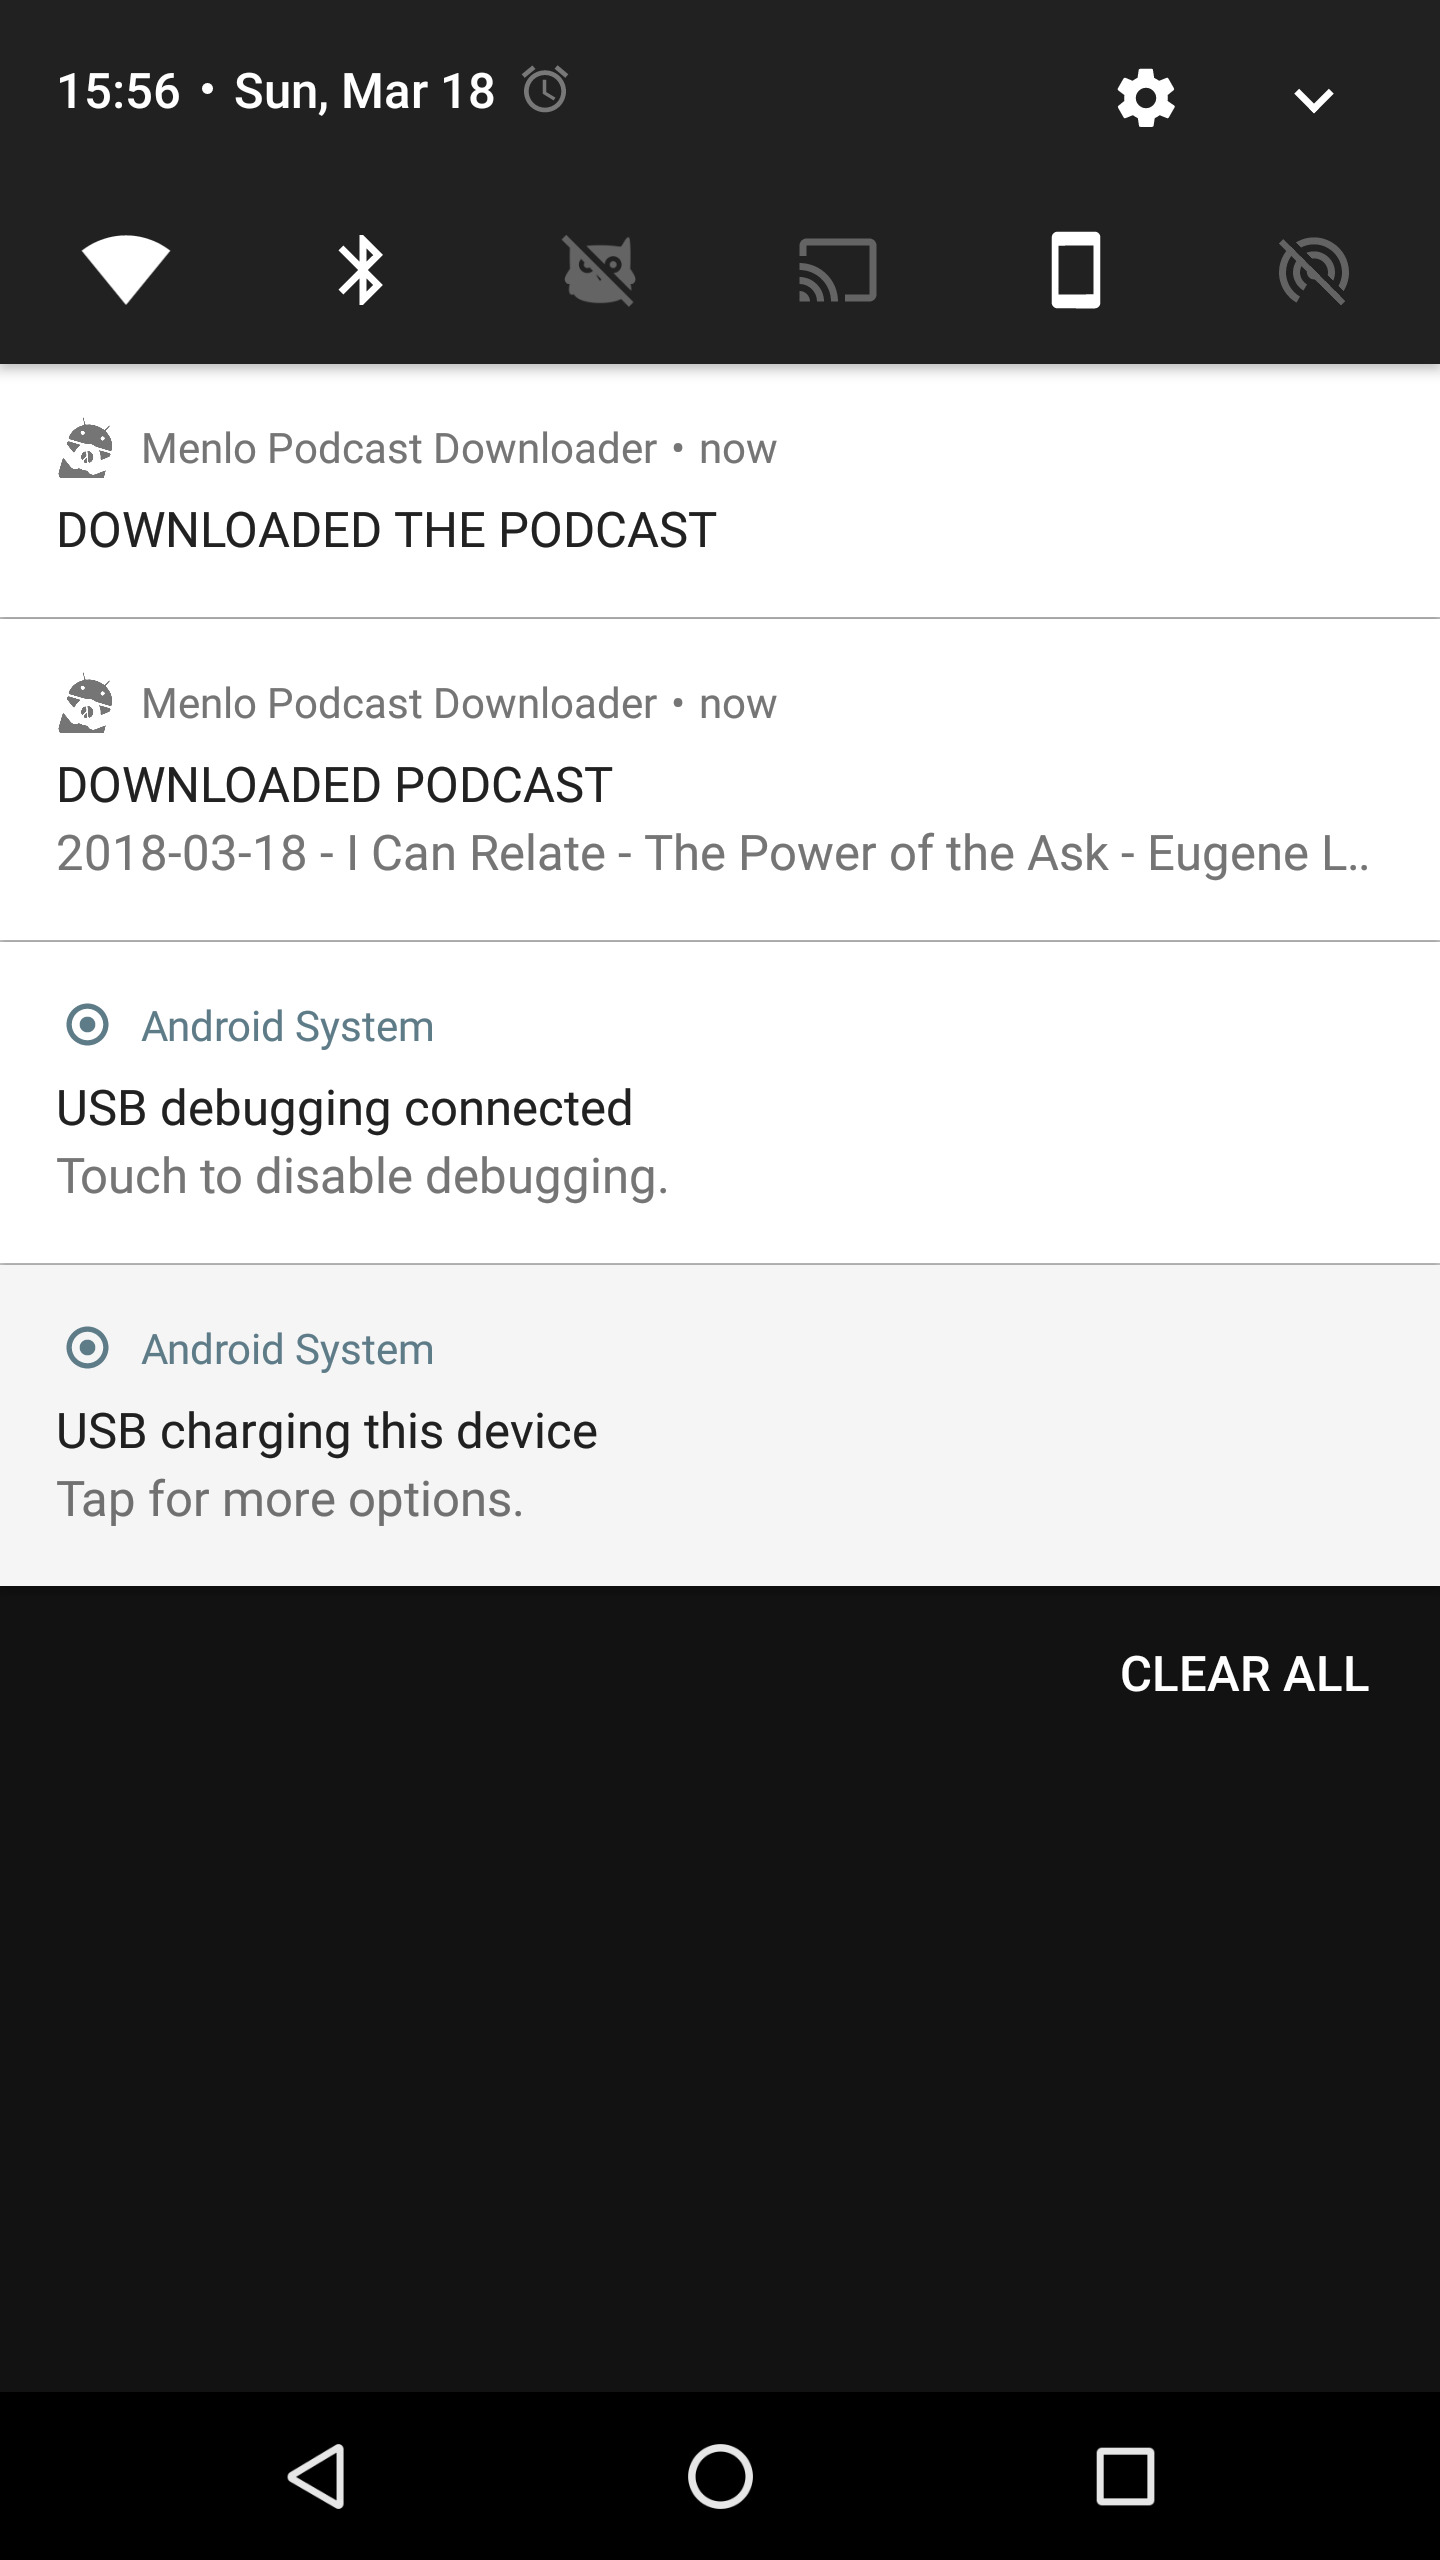 15:56 • Sun, Mar 18
Menlo Podcast Downloader • now
DOWNLOADED THE PODCAST
Menlo Podcast Downloader • now
DOWNLOADED PODCAST
2018-03-18 - I Can Relate - The Power of the Ask - Eugene L..
Android System
USB debugging connected
Touch to disable debugging.
Android System
USB charging this device
Tap for more options.
CLEAR ALL